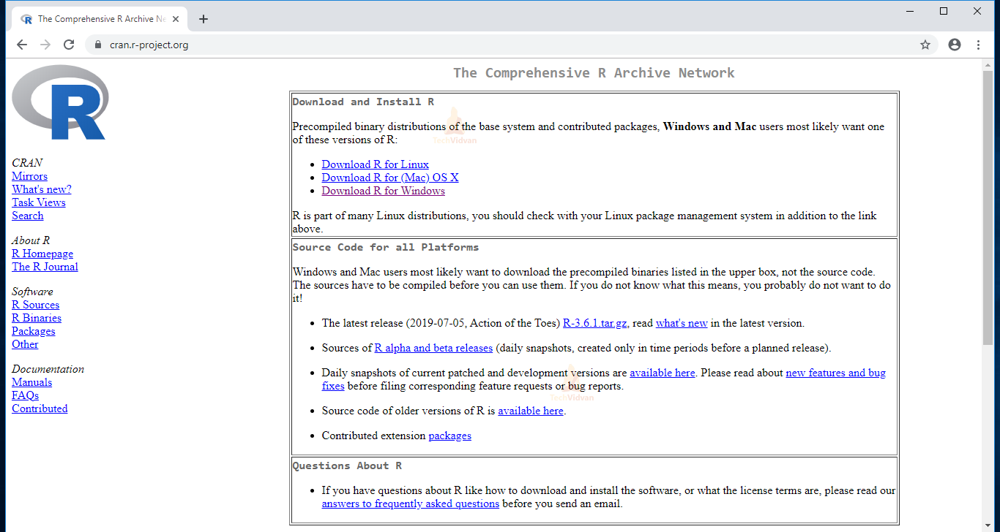 The Comprehensive R Archive Ne
cran.r-project.org
R
CRAN
Mirrors
What's new?
Task Views
Search
About R
R Homepage
The R Journal
Software
R Sources
R Binaries
Packages
Other
Documentation
Manuals
FAQs
Contributed
The Comprehensive R Archive Network
Download and Install R
Precompiled binary distributions of the base system and contributed packages, Windows and Mac users most likely want one
of these versions of R:
Download R for Linux
Download R for (Mac) OS X
Download R for Windows
R is part of many Linux distributions, you should check with your Linux package management system in addition to the link
above.
Source Code for all Platforms
Windows and Mac users most likely want to download the precompiled binaries listed in the upper box, not the source code.
The sources have to be compiled before you can use them. If you do not know what this means, you probably do not want to do
it!
The latest release (2019-07-05, Action of the Toes) R-3.6.1.tar.gz, read what's new in the latest version.
Sources of R alpha and beta releases (daily snapshots, created only in time periods before a planned release).
Daily snapshots of current patched and development versions are available here. Please read about new features and bug
fixes before filing corresponding feature requests or bug reports.
Source code of older versions of R is available here.
Contributed extension packages
Questions About R
If you have questions about R like how to download and install the software, or what the license terms are, please read our
answers to frequently asked questions before you send an email.
TechVidvan
TechVidvan